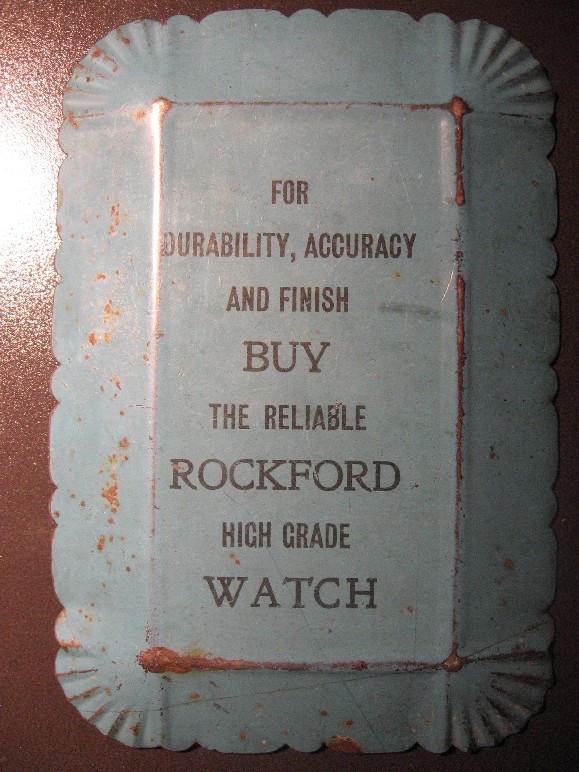 FOR
DURABILITY, ACCURACY
AND FINISH
BUY
THE RELIABLE
ROCKFORD
HIGH GRADE
WATCH